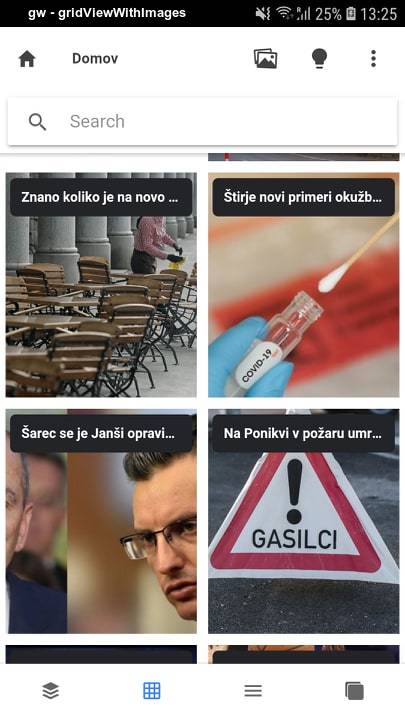 gw - gridViewWithImages
25% 13:25
Domov
Search
Znano koliko je na novo ...
Štirje novi primeri okužb...
COVID-19
Šarec se je Janši opravi...
Na Ponikvi v požaru umr...
GASILCI